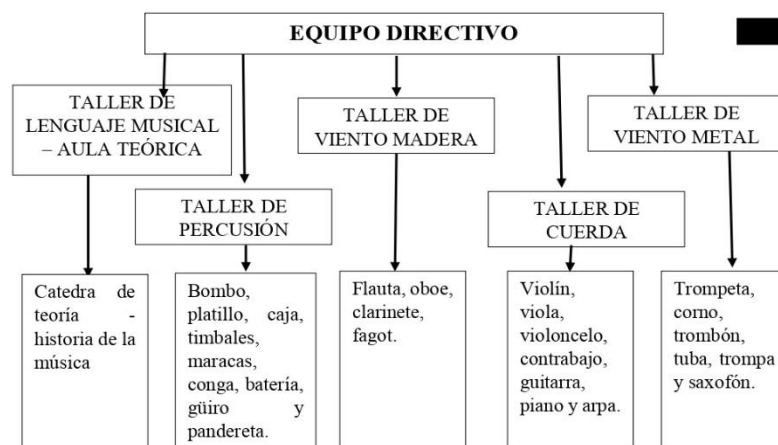 EQUIPO DIRECTIVO
TALLER DE
LENGUAJE MUSICAL
– AULA TEÓRICA
TALLER DE
VIENTO MADERA
TALLER DE
VIENTO METAL
TALLER DE
PERCUSIÓN
TALLER DE
CUERDA
Catedra de
teoría -
historia de la
música
Bombo,
platillo, caja,
timbales,
maracas,
conga, batería,
güiro y
pandereta.
Flauta, oboe,
clarinete,
fagot.
Violín,
viola,
violoncelo,
contrabajo,
guitarra,
piano y arpa.
Trompeta,
corno,
trombón,
tuba, trompa
y saxofón.